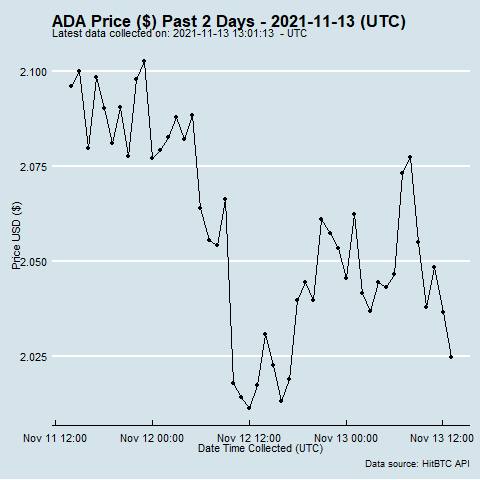 ADA Price ($) Past 2 Days - 2021-11-13 (UTC)
Latest data collected on: 2021-11-13 13:01:13  - UTC
2.100
2.075
2.050
2.025
Price USD ($)
Nov 11 12:00 Nov 12 00:00 Nov 12 12:00 Nov 13 00:00 Nov 13 12:00
Date Time Collected (UTC)
Data source: HitBTC API